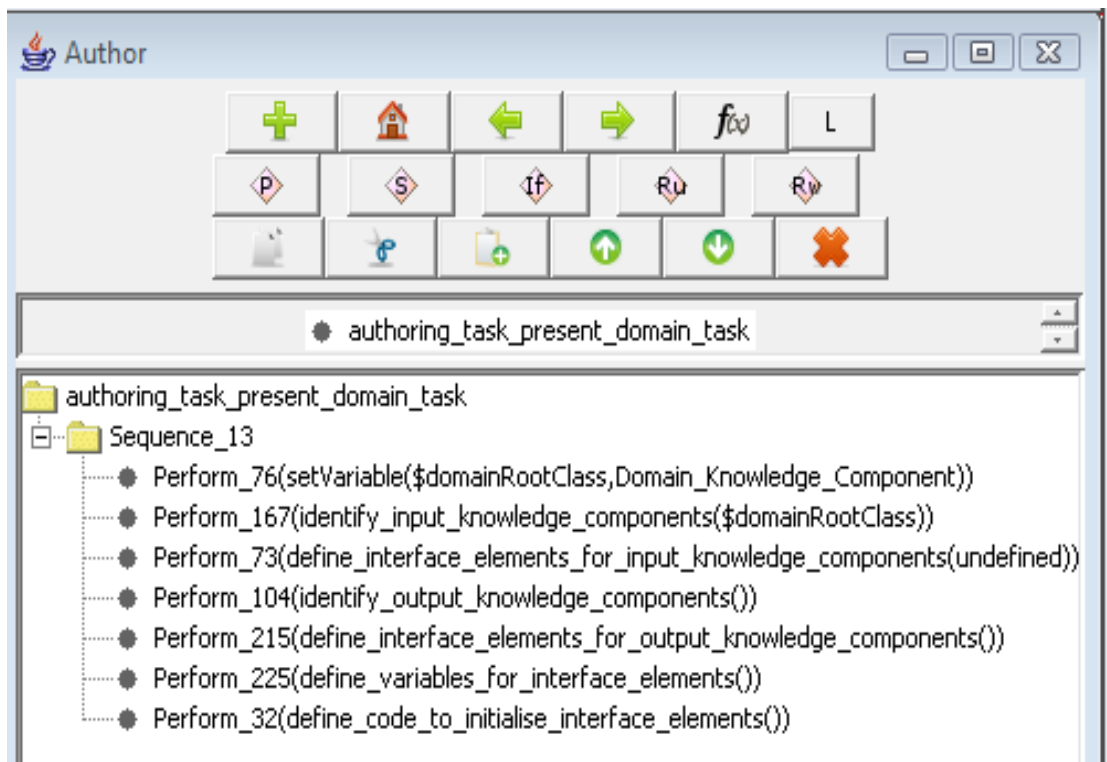 Author
f(x) L
P S If Ru Rw
authoring_task_present_domain_task
authoring_task_present_domain_task
Sequence_13
Perform_76(setVariable($domainRootClass,Domain_Knowledge_Component))
Perform_167(identify_input_knowledge_components($domainRootClass))
Perform_73(define_interface_elements_for_input_knowledge_components(undefined))
Perform_104(identify_output_knowledge_components())
Perform_215(define_interface_elements_for_output_knowledge_components())
Perform_225(define_variables_for_interface_elements())
Perform_32(define_code_to_initialise_interface_elements())